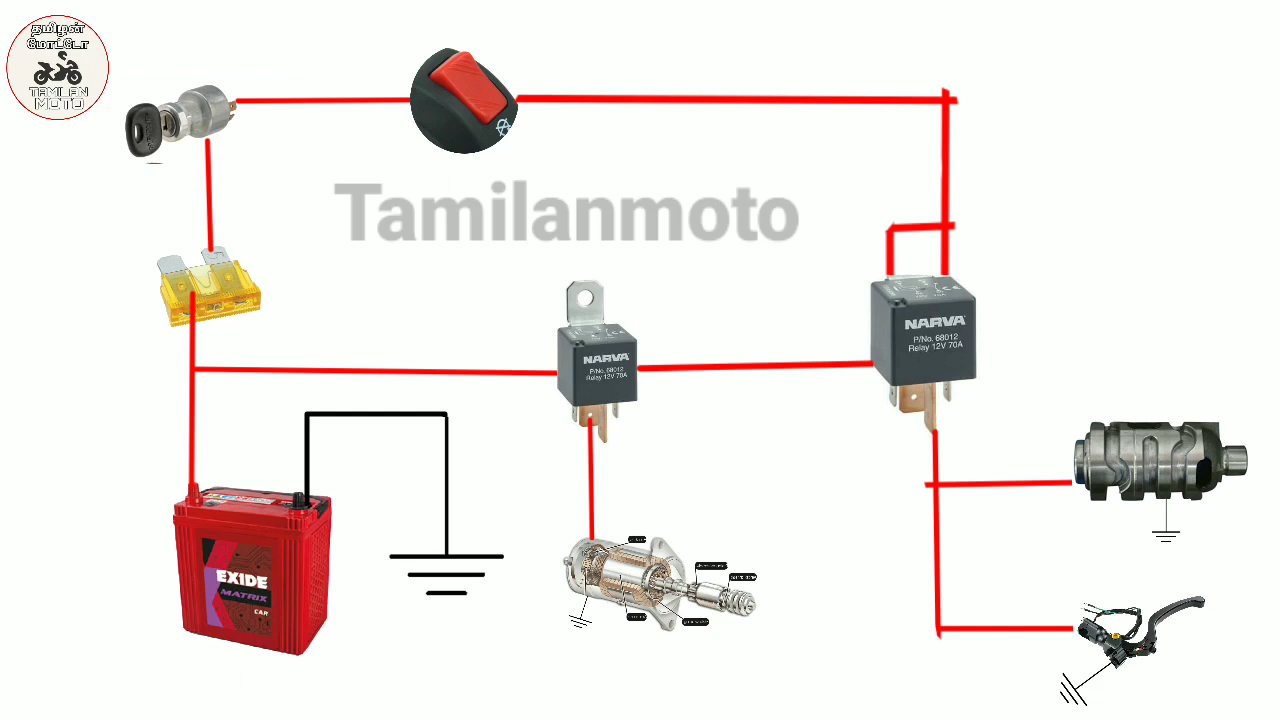 தமிழன்
மோட்டோ
TAMILAN
MOTO
Tamilanmoto
NARVA
P/No. 68012
Relay 12V 70A
NARVA
P/No. 68012
Relay 12V 70A
EXIDE
MATRIX
CAR